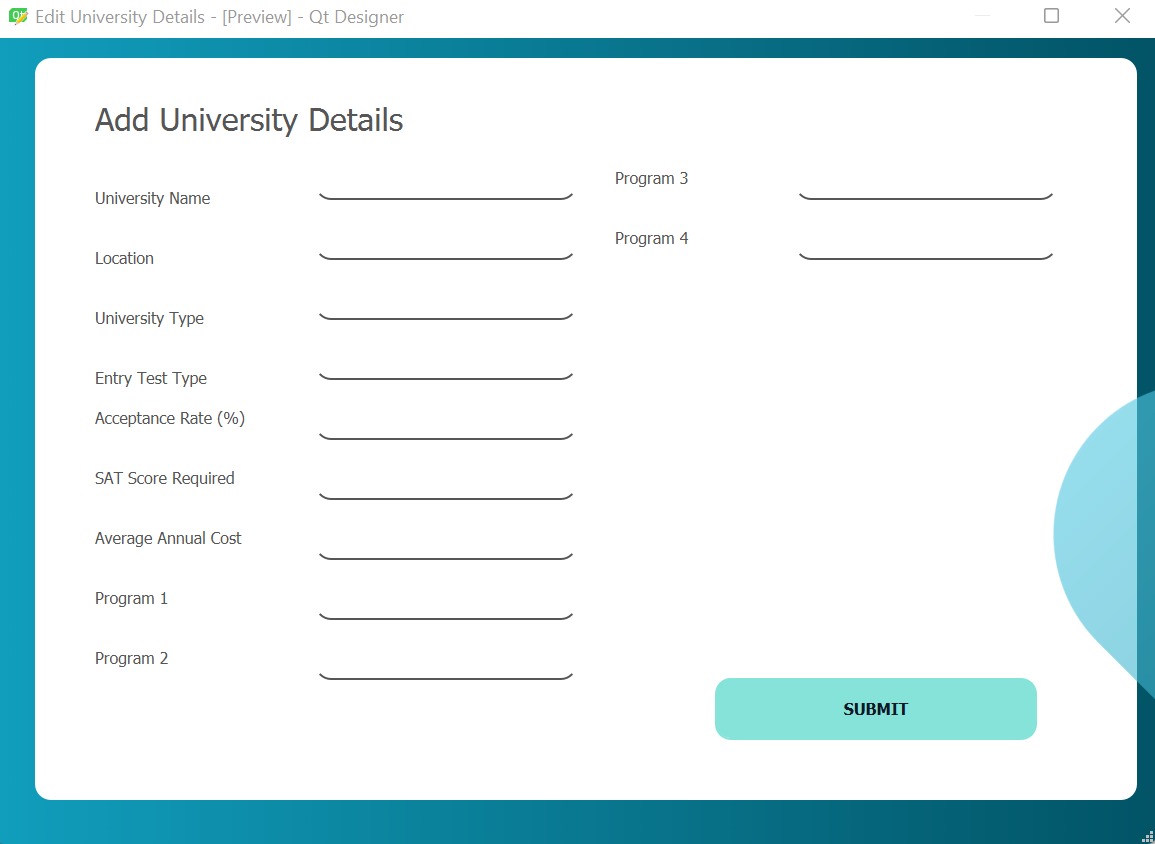 Edit University Details - [Preview] - Qt Designer
Add University Details
University Name
Location
University Type
Entry Test Type
Acceptance Rate (%)
SAT Score Required
Average Annual Cost
Program 1
Program 2
Program 3
Program 4
SUBMIT